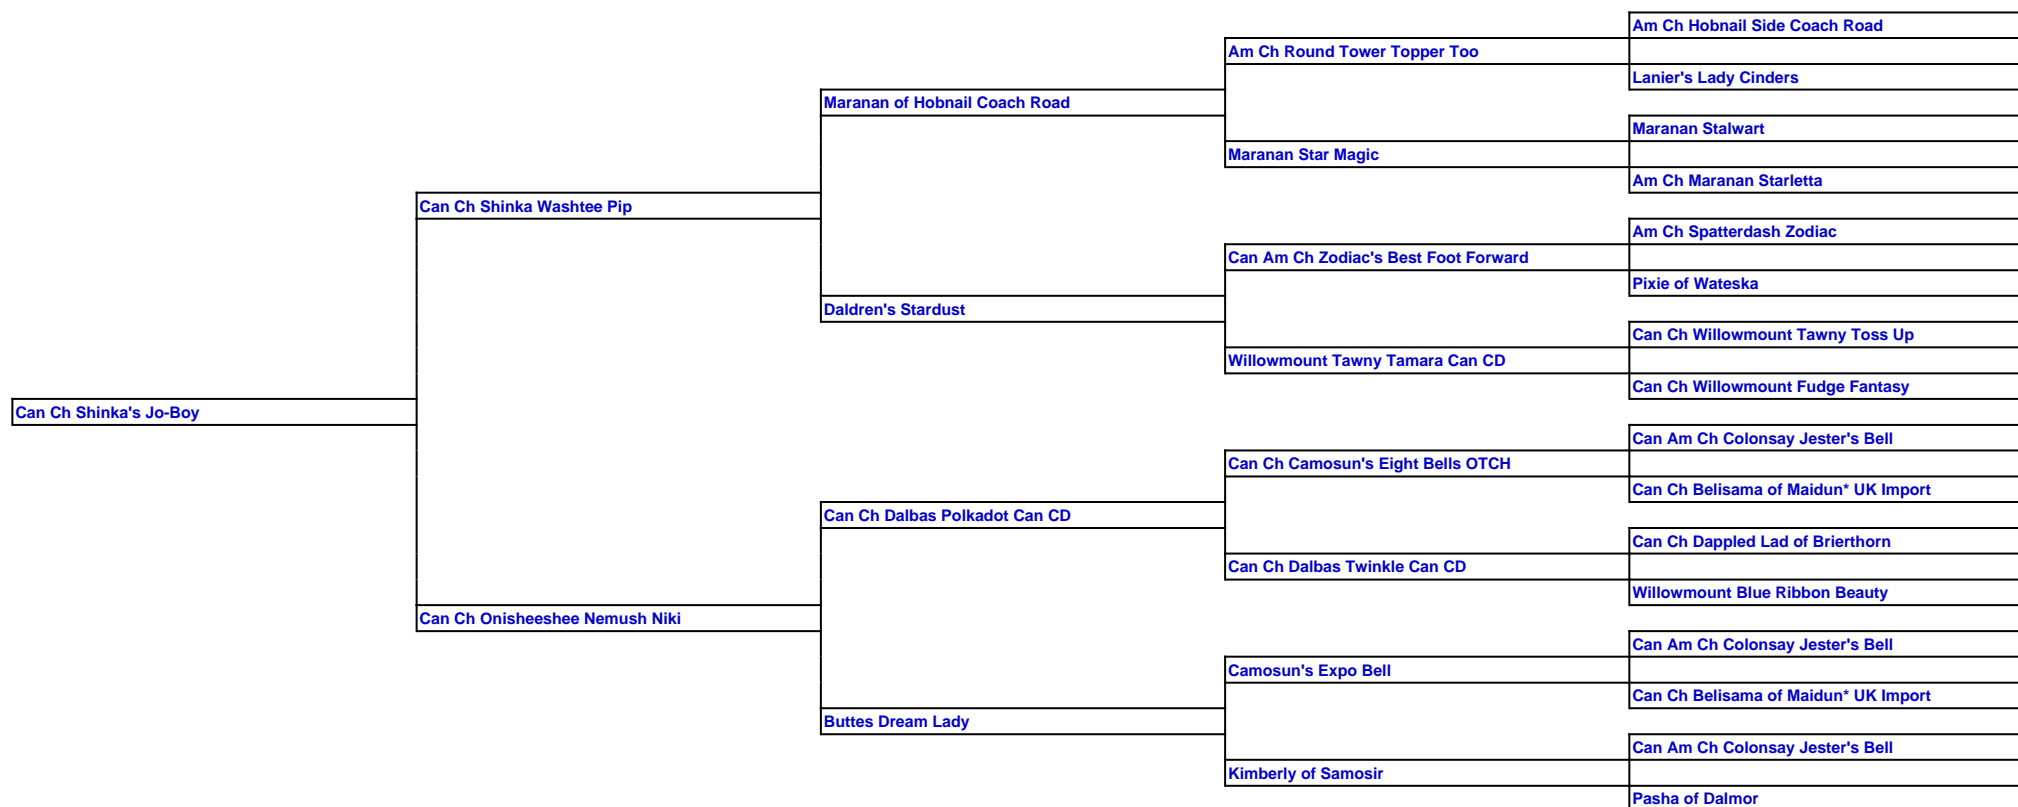 Am Ch Hobnail Side Coach Road
Am Ch Round Tower Topper Too
Lanier's Lady Cinders
Maranan of Hobnail Coach Road
Maranan Stalwart
Maranan Star Magic
Am Ch Maranan Starletta
Can Ch Shinka Washtee Pip
Am Ch Spatterdash Zodiac
Can Am Ch Zodiac's Best Foot Forward
Pixie of Wateska
Daldren's Stardust
Can Ch Willowmount Tawny Toss Up
Willowmount Tawny Tamara Can CD
Can Ch Willowmount Fudge Fantasy
Can Ch Shinka's Jo-Boy
Can Am Ch Colonsay Jester's Bell
Can Ch Camosun's Eight Bells OTCH
Can Ch Belisama of Maidun* UK Import
Can Ch Dalbas Polkadot Can CD
Can Ch Dappled Lad of Brierthorn
Can Ch Dalbas Twinkle Can CD
Willowmount Blue Ribbon Beauty
Can Ch Onisheeshee Nemush Niki
Can Am Ch Colonsay Jester's Bell
Camosun's Expo Bell
Can Ch Belisama of Maidun* UK Import
Buttes Dream Lady
Can Am Ch Colonsay Jester's Bell
Kimberly of Samosir
Pasha of Dalmor